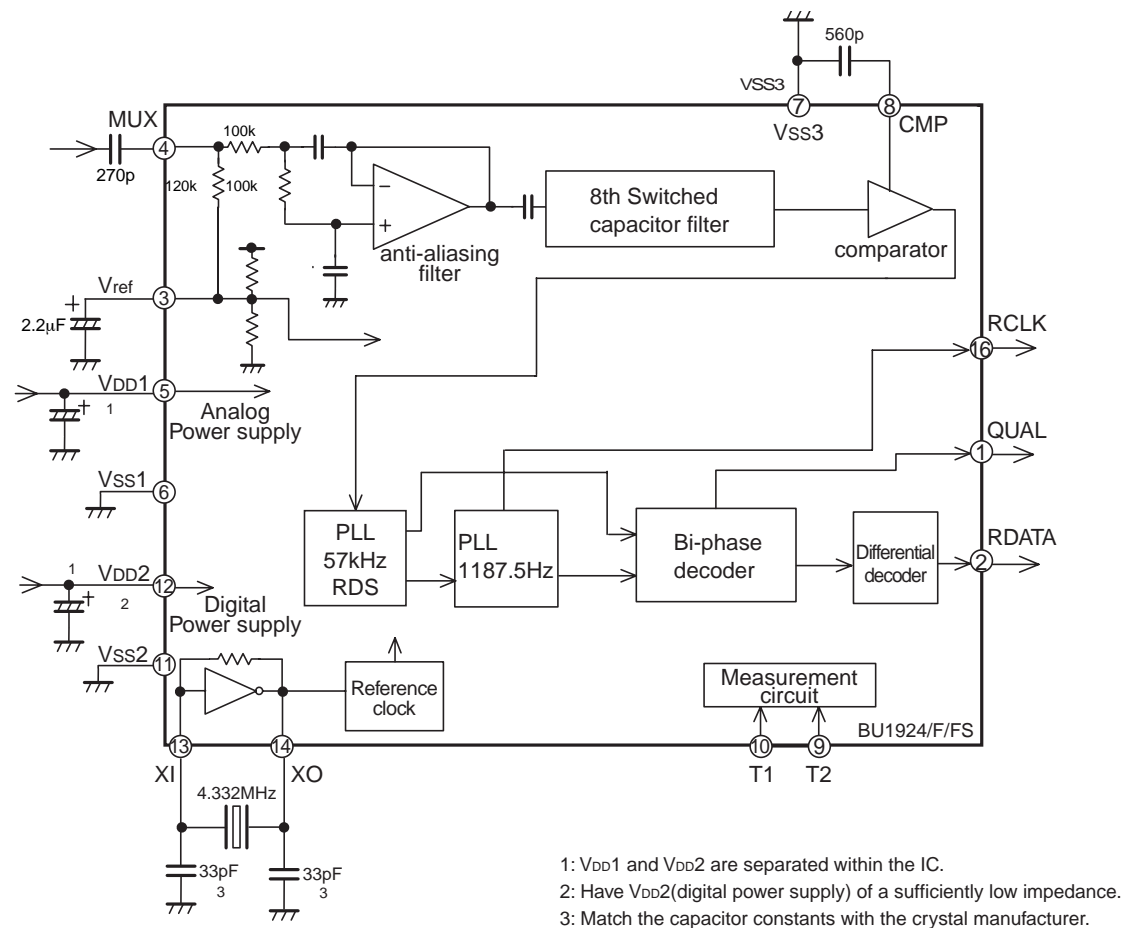 560p
VSS3
7
8
VSS3
CMP
MUX
4
270p
100k
120k
100k
−
+
anti-aliasing
filter
8th Switched
capacitor filter
comparator
Vref
3
+
2.2μF
RCLK
16
VDD1
5
+
1
Analog
Power supply
QUAL
1
VSS1
6
PLL
57kHz
RDS
PLL
1187.5Hz
Bi-phase
decoder
Differential
decoder
RDATA
2
1
VDD2
12
+
2
Digital
Power supply
VSS2
11
Reference
clock
Measurement
circuit
BU1924/F/FS
13
14
10
9
XI
XO
T1
T2
4.332MHz
33pF
3
33pF
3
1: VDD1 and VDD2 are separated within the IC.
2: Have VDD2(digital power supply) of a sufficiently low impedance.
3: Match the capacitor constants with the crystal manufacturer.